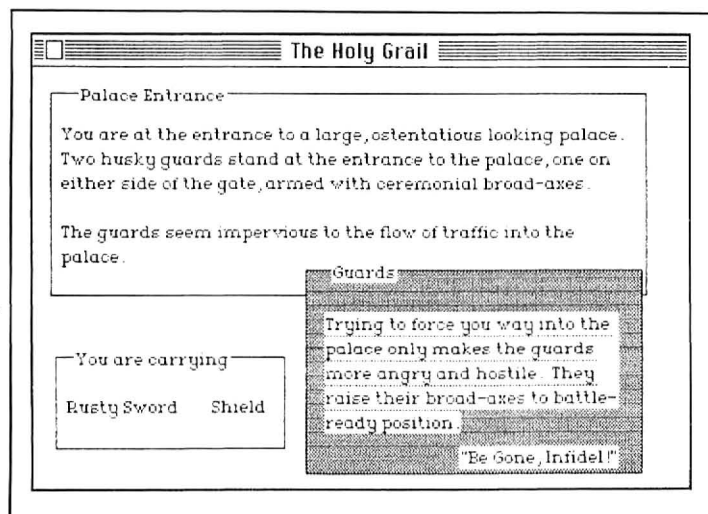 The Holy Grail
Palace Entrance
You are at the entrance to a large, ostentatious looking palace.
Two husky guards stand at the entrance to the palace, one on
either side of the gate, armed with ceremonial broad-axes.
The guards seem impervious to the flow of traffic into the
palace.
Guards
Trying to force you way into the
palace only makes the guards
more angry and hostile. They
raise their broad-axes to battle-
ready position.
"Be Gone, Infidel!"
You are carrying
Rusty Sword Shield